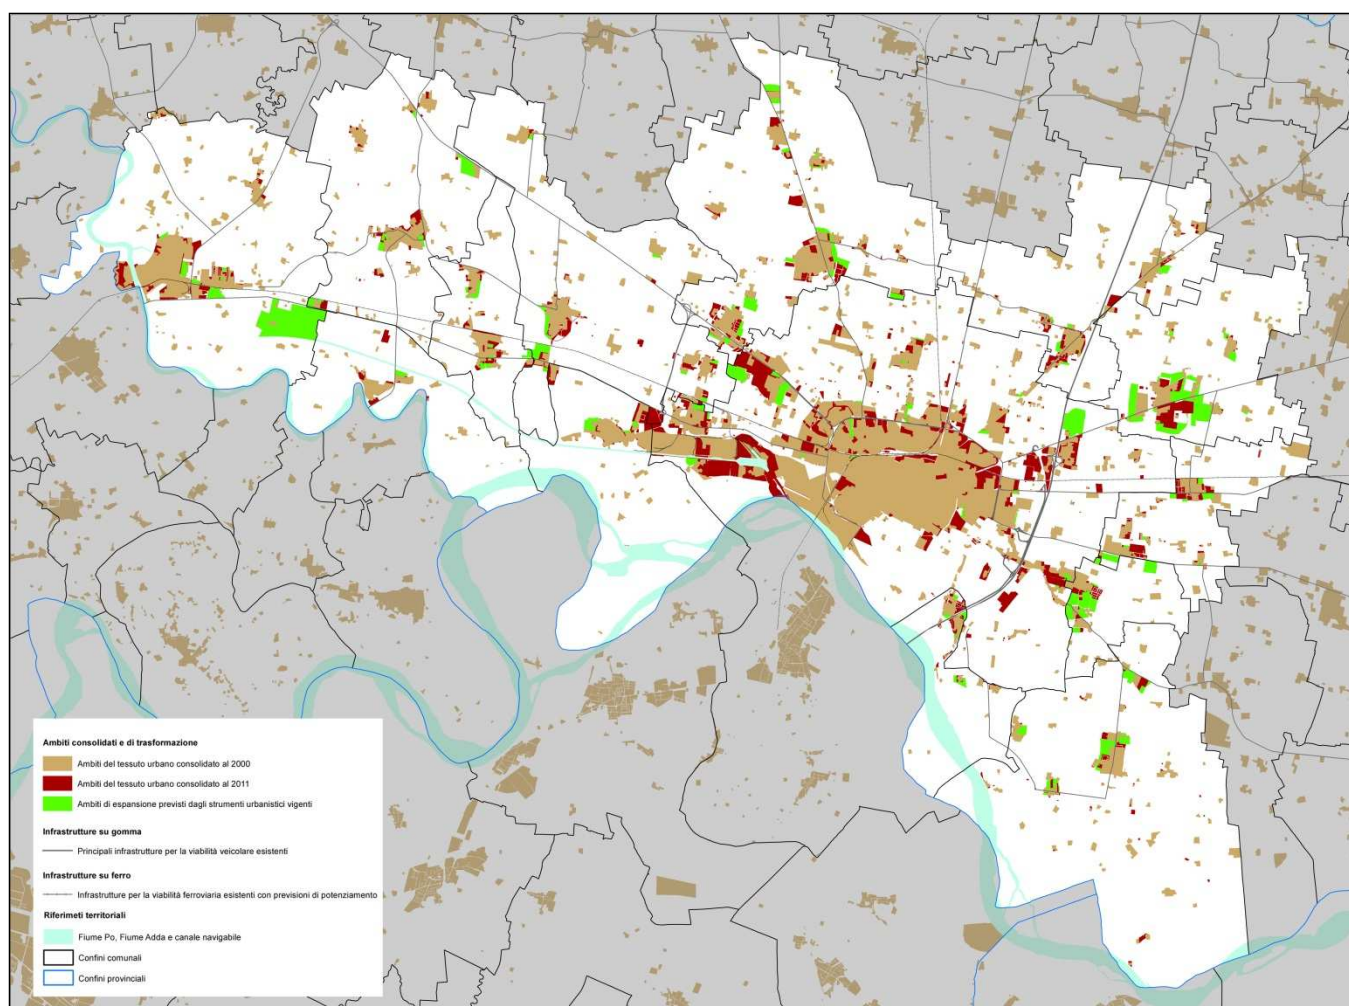 Ambiti consolidati e di trasformazione
Ambiti del tessuto urbano consolidato al 2000
Ambiti del tessuto urbano consolidato al 2011
Ambiti di espansione previsti dagli strumenti urbanistici vigenti
Infrastrutture su gomma
Principali infrastrutture per la viabilità veicolare esistenti
Infrastrutture su ferro
Infrastrutture per la viabilità ferroviaria esistenti con previsioni di potenziamento
Riferimeti territoriali
Fiume Po, Fiume Adda e canale navigabile
Confini comunali
Confini provinciali